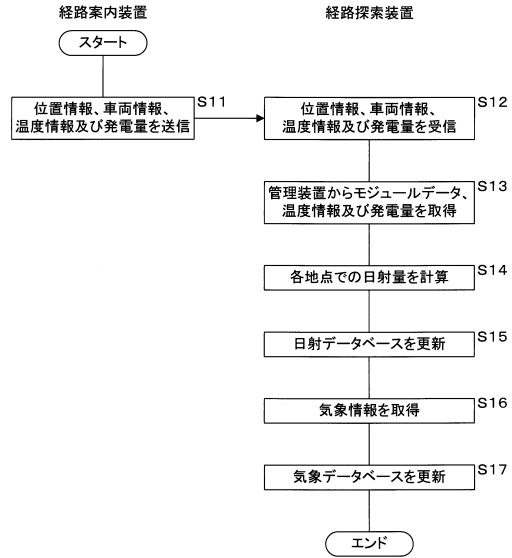 経路案内装置
経路探索装置
スタート
S11
位置情報、車両情報、
温度情報及び発電量を送信
S12
位置情報、車両情報、
温度情報及び発電量を受信
S13
管理装置からモジュールデータ、
温度情報及び発電量を取得
S14
各地点での日射量を計算
S15
日射データベースを更新
S16
気象情報を取得
S17
気象データベースを更新
エンド